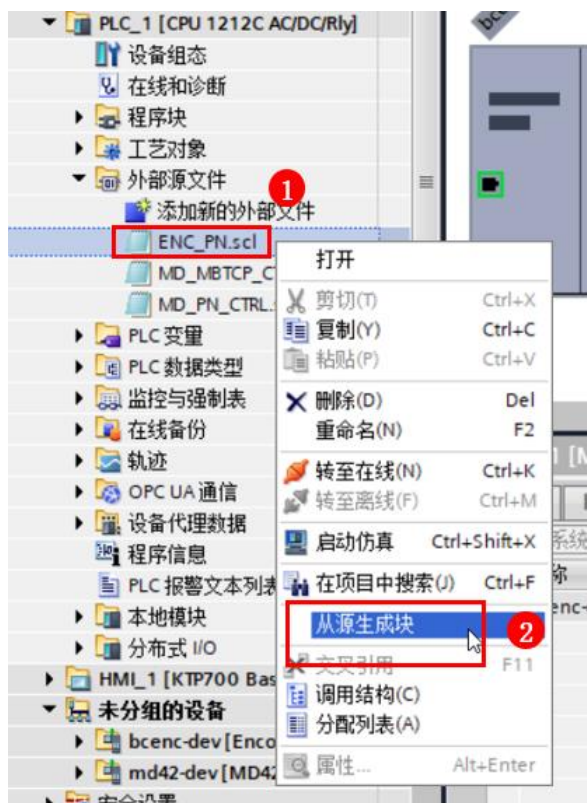 PLC_1 [CPU 1212C AC/DC/Rly]
设备组态
在线和诊断
程序块
工艺对象
外部源文件
1
添加新的外部文件
ENC_PN.scl
MD_MBTCP_C
MD_PN_CTRL.
PLC 变量
PLC 数据类型
监控与强制表
在线备份
轨迹
OPC UA 通信
设备代理数据
程序信息
PLC 报警文本列表
本地模块
分布式 I/O
HMI_1 [KTP700 Bas
未分组的设备
bcenc-dev [Enco
md42-dev [MD42
打开
剪切(T) Ctrl+X
复制(Y) Ctrl+C
粘贴(P) Ctrl+V
删除(D) Del
重命名(N) F2
转至在线(N) Ctrl+K
转至离线(F) Ctrl+M
启动仿真 Ctrl+Shift+X
在项目中搜索(J) Ctrl+F
从源生成块
2
交叉引用 F11
调用结构(C)
分配列表(A)
属性... Alt+Enter
bce
系统
称
enc-